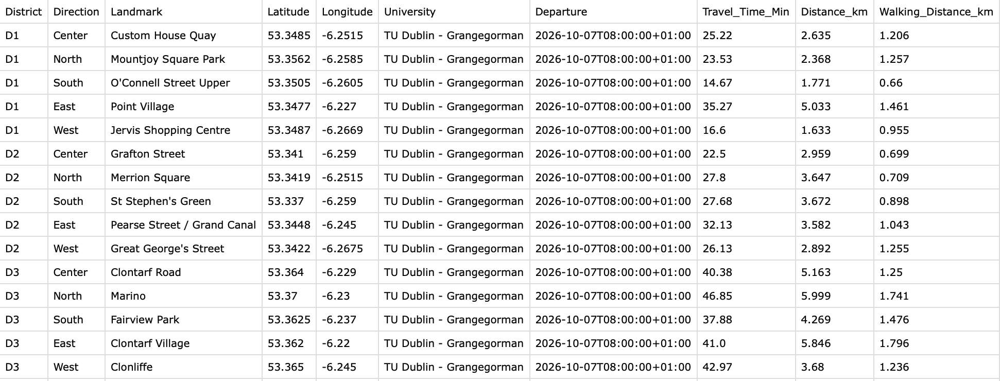 District Direction Landmark Latitude Longitude University Departure Travel_Time_Min Distance_km Walking_Distance_km
D1 Center Custom House Quay 53.3485 -6.2515 TU Dublin - Grangegorman 2026-10-07T08:00:00+01:00 25.22 2.635 1.206
D1 North Mountjoy Square Park 53.3562 -6.2585 TU Dublin - Grangegorman 2026-10-07T08:00:00+01:00 23.53 2.368 1.257
D1 South O'Connell Street Upper 53.3505 -6.2605 TU Dublin - Grangegorman 2026-10-07T08:00:00+01:00 14.67 1.771 0.66
D1 East Point Village 53.3477 -6.227 TU Dublin - Grangegorman 2026-10-07T08:00:00+01:00 35.27 5.033 1.461
D1 West Jervis Shopping Centre 53.3487 -6.2669 TU Dublin - Grangegorman 2026-10-07T08:00:00+01:00 16.6 1.633 0.955
D2 Center Grafton Street 53.341 -6.259 TU Dublin - Grangegorman 2026-10-07T08:00:00+01:00 22.5 2.959 0.699
D2 North Merrion Square 53.3419 -6.2515 TU Dublin - Grangegorman 2026-10-07T08:00:00+01:00 27.8 3.647 0.709
D2 South St Stephen's Green 53.337 -6.259 TU Dublin - Grangegorman 2026-10-07T08:00:00+01:00 27.68 3.672 0.898
D2 East Pearse Street / Grand Canal 53.3448 -6.245 TU Dublin - Grangegorman 2026-10-07T08:00:00+01:00 32.13 3.582 1.043
D2 West Great George's Street 53.3422 -6.2675 TU Dublin - Grangegorman 2026-10-07T08:00:00+01:00 26.13 2.892 1.255
D3 Center Clontarf Road 53.364 -6.229 TU Dublin - Grangegorman 2026-10-07T08:00:00+01:00 40.38 5.163 1.25
D3 North Marino 53.37 -6.23 TU Dublin - Grangegorman 2026-10-07T08:00:00+01:00 46.85 5.999 1.741
D3 South Fairview Park 53.3625 -6.237 TU Dublin - Grangegorman 2026-10-07T08:00:00+01:00 37.88 4.269 1.476
D3 East Clontarf Village 53.362 -6.22 TU Dublin - Grangegorman 2026-10-07T08:00:00+01:00 41.0 5.846 1.796
D3 West Clonliffe 53.365 -6.245 TU Dublin - Grangegorman 2026-10-07T08:00:00+01:00 42.97 3.68 1.236